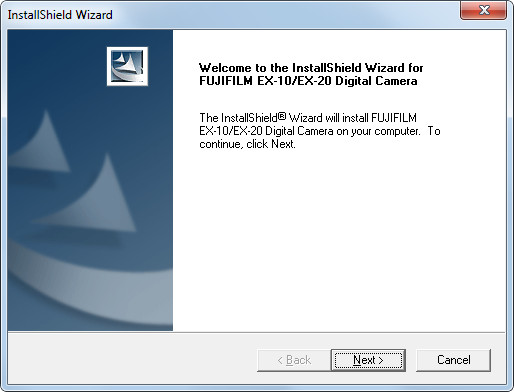 InstallShield Wizard
Welcome to the InstallShield Wizard for
FUJIFILM EX-10/EX-20 Digital Camera
The InstallShield® Wizard will install FUJIFILM
EX-10/EX-20 Digital Camera on your computer. To
continue, click Next.
< Back
Next >
Cancel